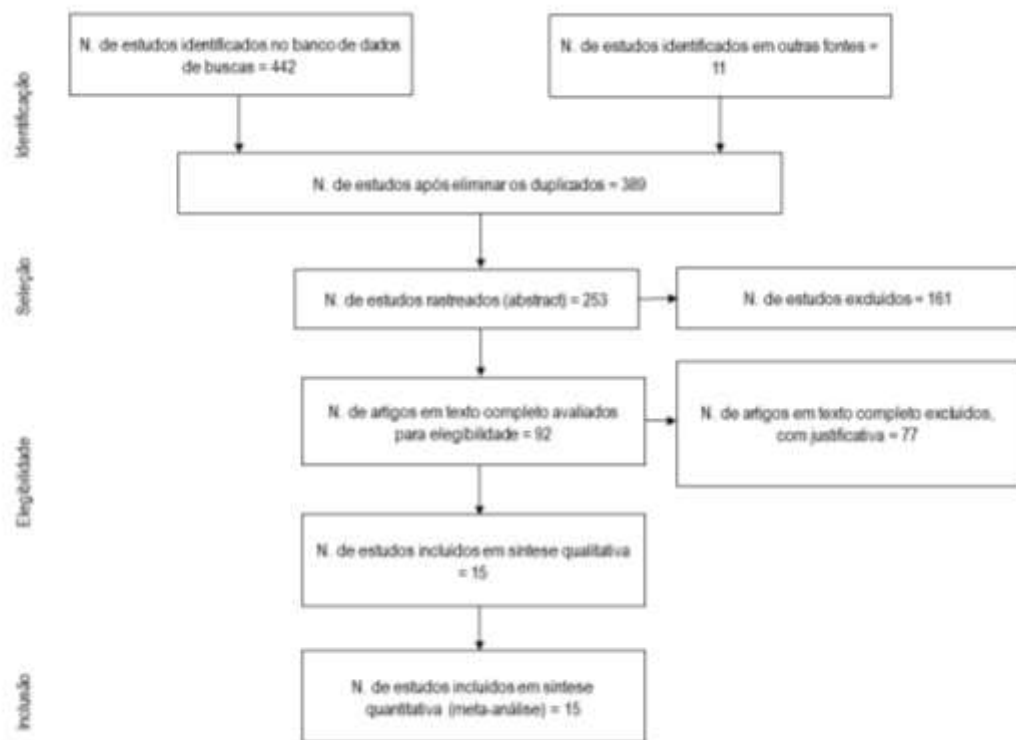 Identificação
N. de estudos identificados no banco de dados
de buscas = 442
N. de estudos identificados em outras fontes =
11
N. de estudos após eliminar os duplicados = 389
Seleção
N. de estudos rastreados (abstract) = 253
N. de estudos excluídos = 161
Elegibilidade
N. de artigos em texto completo avaliados
para elegibilidade = 92
N. de artigos em texto completo excluídos,
com justificativa = 77
N. de estudos incluídos em síntese qualitativa
= 15
Inclusão
N. de estudos incluídos em síntese
quantitativa (meta-análise) = 15